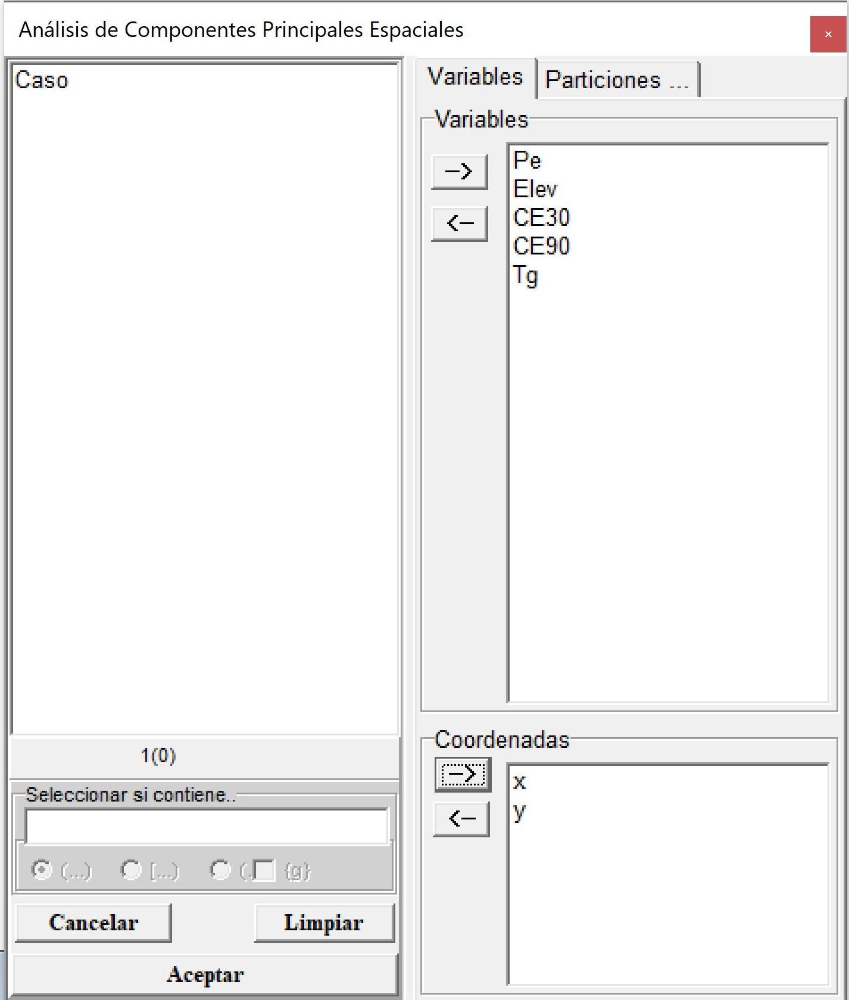 Análisis de Componentes Principales Espaciales
x
Caso
Variables
Particiones ...
Variables
-->
<--
Pe
Elev
CE30
CE90
Tg
1(0)
Coordenadas
-->
<--
x
y
Seleccionar si contiene..
(...)
[...)
(.
{g}
Cancelar
Limpiar
Aceptar